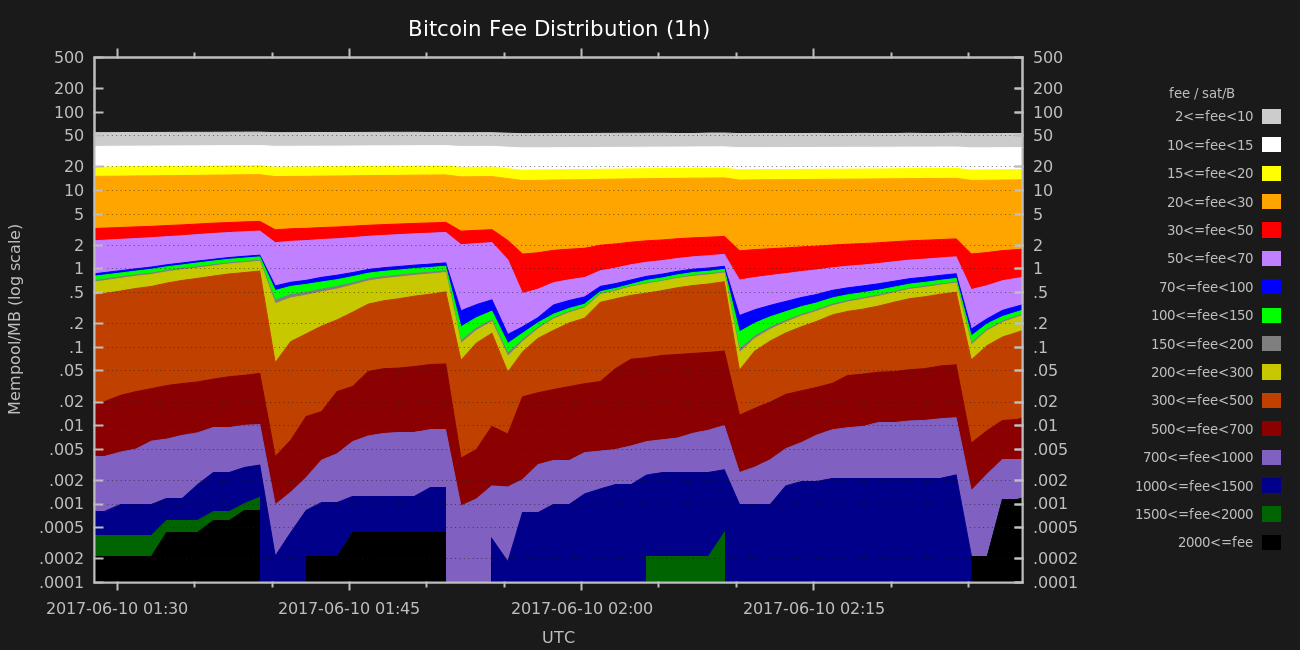 Bitcoin Fee Distribution (1h)
500
200
100
50
20
10
5
2
1
.5
.2
.1
.05
.02
.01
.005
.002
.001
.0005
.0002
.0001
Mempool/MB (log scale)
500
200
100
50
20
10
5
2
1
.5
.2
.1
.05
.02
.01
.005
.002
.001
.0005
.0002
.0001
2017-06-10 01:30 2017-06-10 01:45 2017-06-10 02:00 2017-06-10 02:15
UTC
fee / sat/B
2<=fee<10
10<=fee<15
15<=fee<20
20<=fee<30
30<=fee<50
50<=fee<70
70<=fee<100
100<=fee<150
150<=fee<200
200<=fee<300
300<=fee<500
500<=fee<700
700<=fee<1000
1000<=fee<1500
1500<=fee<2000
2000<=fee